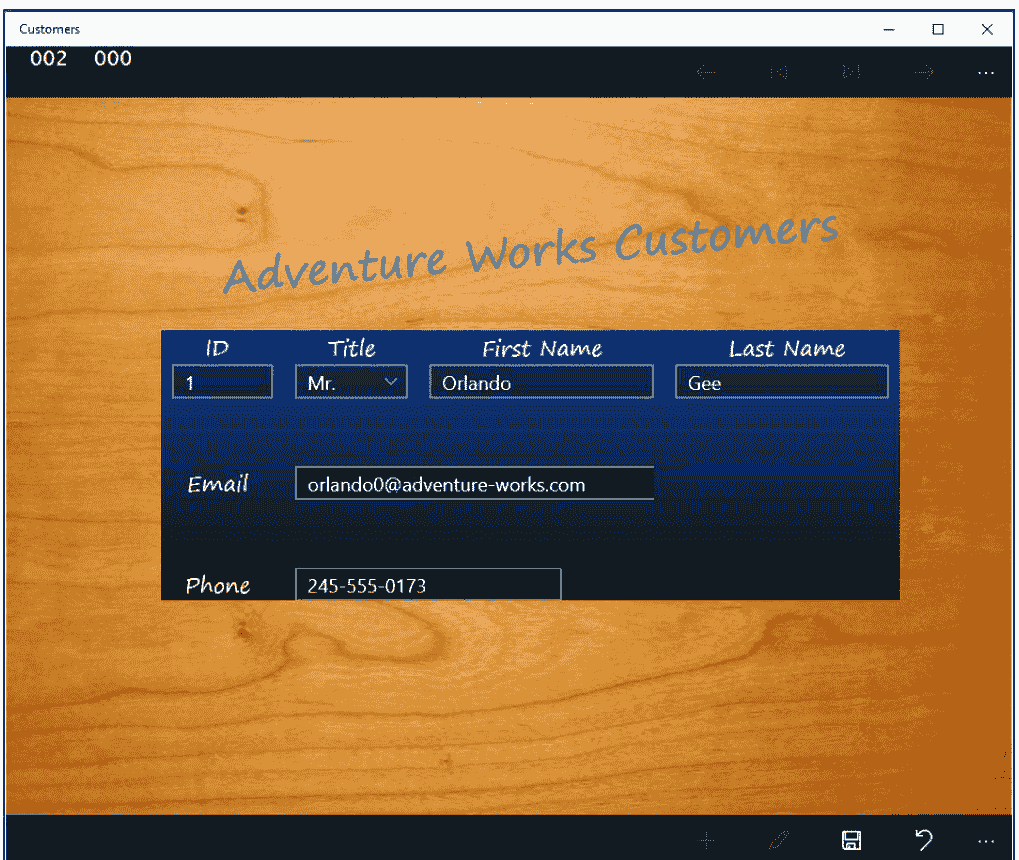 Customers
002 000
Adventure Works Customers
ID Title First Name Last Name
1 Mr. Orlando Gee
Email orlando0@adventure-works.com
Phone 245-555-0173